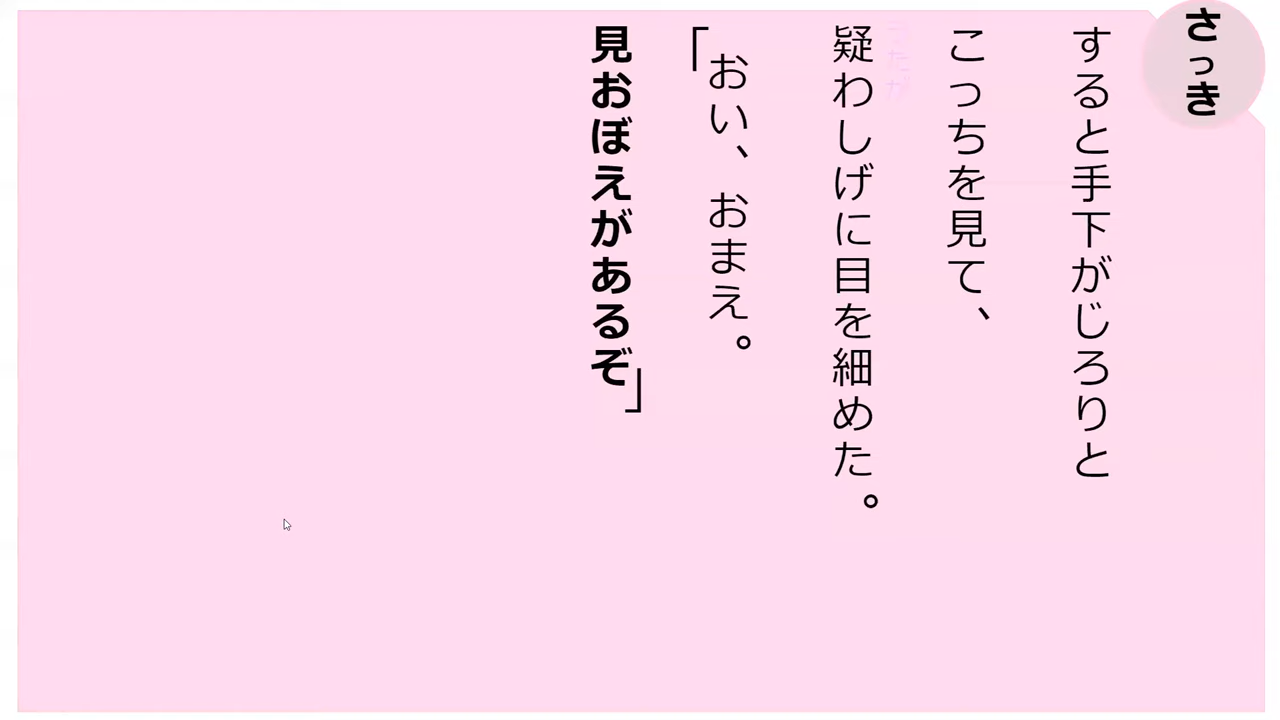 さっき
すると手下がじろりと
こっちを見て、
疑わしげに目を細めた。
「おい、おまえ。
見おぼえがあるぞ」